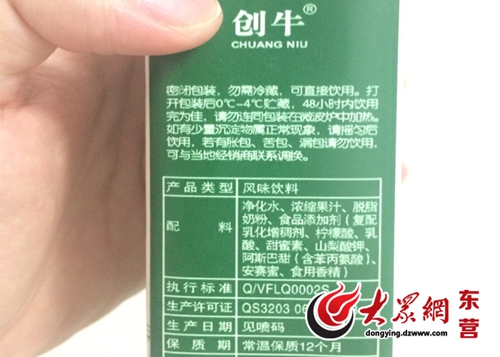 创牛®
CHUANG NIU
密闭包装，勿需冷藏，可直接饮用。打
开包装后0℃-4℃贮藏，48小时内饮用
完为佳，请勿连同包装在微波炉中加热。
如有少量沉淀物属正常现象，请摇匀后
饮用，若有胀包、苦包、漏包请勿饮用，
可与当地经销商联系调换。
产品类型 风味饮料
配料 净化水、浓缩果汁、脱脂
奶粉、食品添加剂（复配
乳化增稠剂、柠檬酸、乳
酸、甜蜜素、山梨酸钾、
阿斯巴甜（含苯丙氨酸）、
安赛蜜、食用香精）
执行标准 Q/VFLQ0002S
生产许可证 QS3203 06
生产日期 见喷码
保质期 常温保质12个月
大众网 东营
dongying.dzwww.com